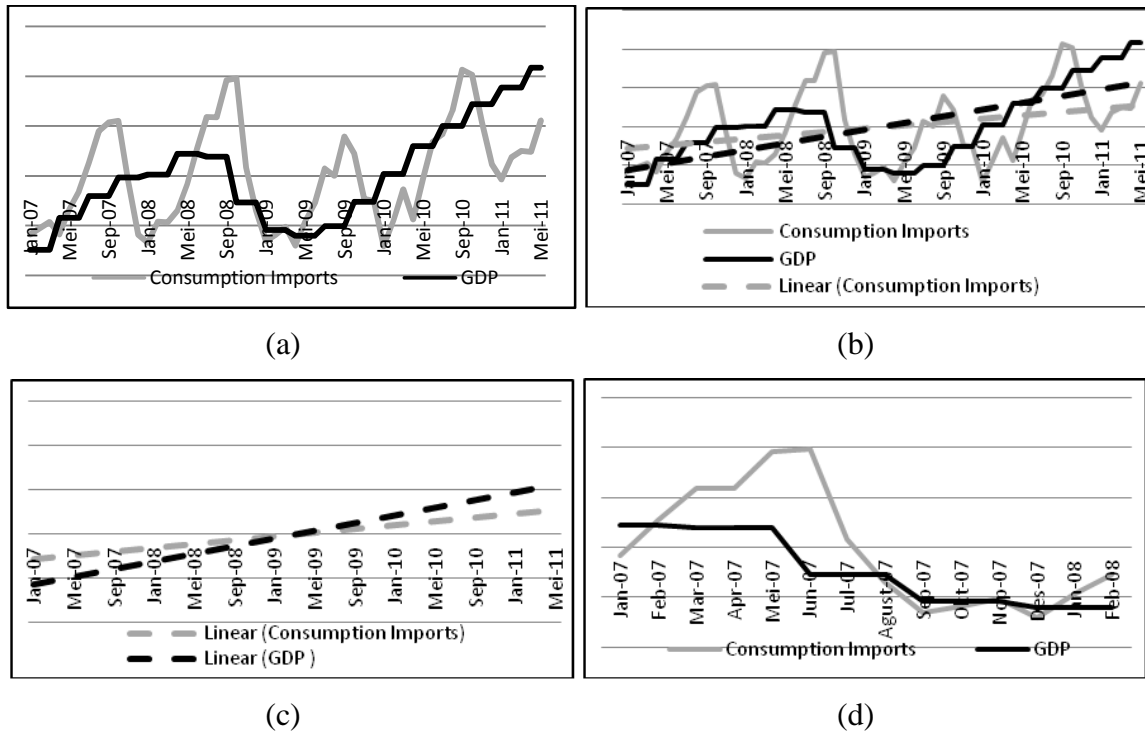 Jan-07
Mei-07
Sep-07
Jan-08
Mei-08
Sep-08
Jan-09
Mei-09
Sep-09
Jan-10
Mei-10
Sep-10
Jan-11
Mei-11
Consumption Imports
GDP
(a)
Jan-07
Mei-07
Sep-07
Jan-08
Mei-08
Sep-08
Jan-09
Mei-09
Sep-09
Jan-10
Mei-10
Sep-10
Jan-11
Mei-11
Consumption Imports
GDP
Linear (Consumption Imports)
(b)
Jan-07
Mei-07
Sep-07
Jan-08
Mei-08
Sep-08
Jan-09
Mei-09
Sep-09
Jan-10
Mei-10
Sep-10
Jan-11
Mei-11
Linear (Consumption Imports)
Linear (GDP )
(c)
Jan-07
Feb-07
Mar-07
Apr-07
Mei-07
Jun-07
Jul-07
Agust-07
Sep-07
Okt-07
Nop-07
Des-07
Jan-08
Feb-08
Consumption Imports
GDP
(d)